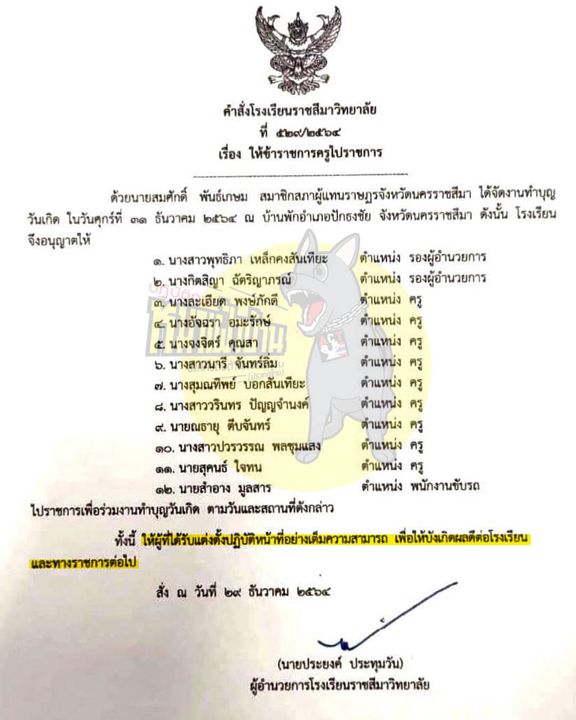 คำสั่งโรงเรียนราชสีมาวิทยาลัย
ที่ ๕๒๙/๒๕๖๔
เรื่อง ให้ข้าราชการครูไปราชการ
ด้วยนายสมศักดิ์ พันธ์เกษม สมาชิกสภาผู้แทนราษฎรจังหวัดนครราชสีมา ได้จัดงานทำบุญ
วันเกิด ในวันศุกร์ที่ ๓๑ ธันวาคม ๒๕๖๔ ณ บ้านพักอำเภอปักธงชัย จังหวัดนครราชสีมา ดังนั้น โรงเรียน
จึงอนุญาตให้
๑. นางสาวพุทธิภา เหล็กคงสันเทียะ ตำแหน่ง รองผู้อำนวยการ
๒. นางกิตสิญา ฉัตริญาภรณ์ ตำแหน่ง รองผู้อำนวยการ
๓. นางละเอียด พงษ์ภักดี ตำแหน่ง ครู
๔. นางอัจฉรา อมะรักษ์ ตำแหน่ง ครู
๕. นางจงจิตร์ คุณสา ตำแหน่ง ครู
๖. นางสาวนารี จันทร์ลิ่ม ตำแหน่ง ครู
๗. นางสุมณทิพย์ บอกสันเทียะ ตำแหน่ง ครู
๘. นางสาววรินทร ปัญญจำนงค์ ตำแหน่ง ครู
๙. นายณธายุ ตีบจันทร์ ตำแหน่ง ครู
๑๐. นางสาวปวรวรรณ พลชุมแสง ตำแหน่ง ครู
๑๑. นายสุคนธ์ ใจทน ตำแหน่ง ครู
๑๒. นายสำอาง มูลสาร ตำแหน่ง พนักงานขับรถ
ไปราชการเพื่อร่วมงานทำบุญวันเกิด ตามวันและสถานที่ดังกล่าว
ทั้งนี้ ให้ผู้ที่ได้รับแต่งตั้งปฏิบัติหน้าที่อย่างเต็มความสามารถ เพื่อให้บังเกิดผลดีต่อโรงเรียน
และทางราชการต่อไป
สั่ง ณ วันที่ ๒๙ ธันวาคม ๒๕๖๔
(นายประยงค์ ประทุมวัน)
ผู้อำนวยการโรงเรียนราชสีมาวิทยาลัย